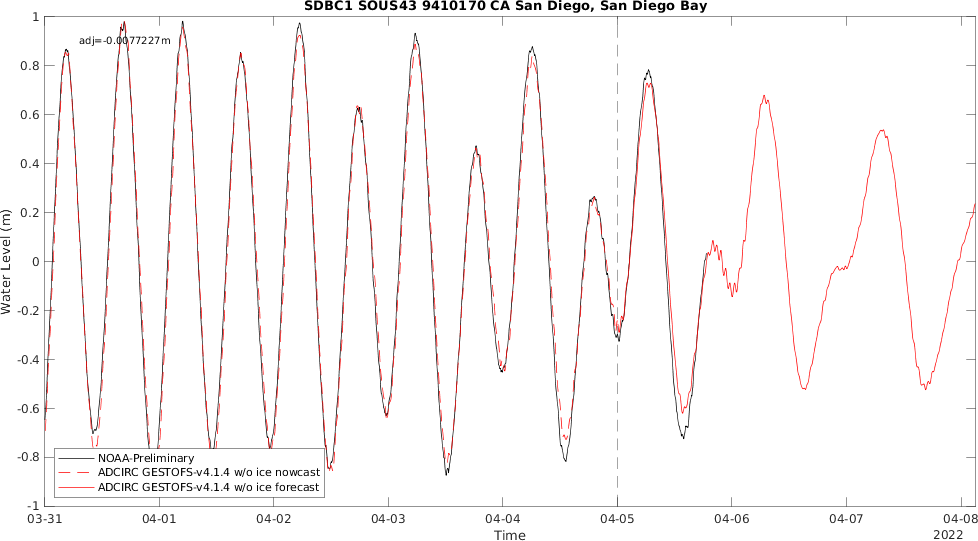 SDBC1 SOUS43 9410170 CA San Diego, San Diego Bay
adj=-0.0077227m
Water Level (m)
1
0.8
0.6
0.4
0.2
0
-0.2
-0.4
-0.6
-0.8
-1
NOAA-Preliminary
ADCIRC GESTOFS-v4.1.4 w/o ice nowcast
ADCIRC GESTOFS-v4.1.4 w/o ice forecast
03-31 04-01 04-02 04-03 04-04 04-05 04-06 04-07 04-08
Time
2022